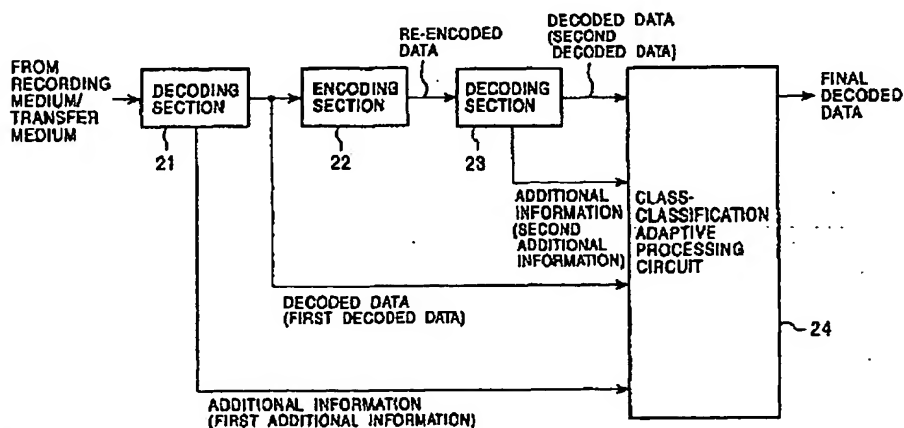 FROM
RECORDING
MEDIUM/
TRANSFER
MEDIUM
DECODING
SECTION
21
ENCODING
SECTION
22
RE-ENCODED
DATA
DECODING
SECTION
23
DECODED DATA
(SECOND
DECODED DATA)
FINAL
DECODED
DATA
ADDITIONAL
INFORMATION
(SECOND
ADDITIONAL
INFORMATION)
CLASS-
CLASSIFICATION
ADAPTIVE
PROCESSING
CIRCUIT
24
DECODED DATA
(FIRST DECODED DATA)
ADDITIONAL INFORMATION
(FIRST ADDITIONAL INFORMATION)